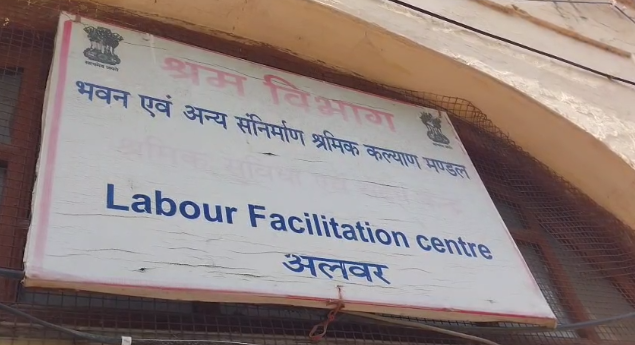 श्रम विभाग
भवन एवं अन्य संनिर्माण श्रमिक कल्याण मण्डल
Labour Facilitation centre
अलवर